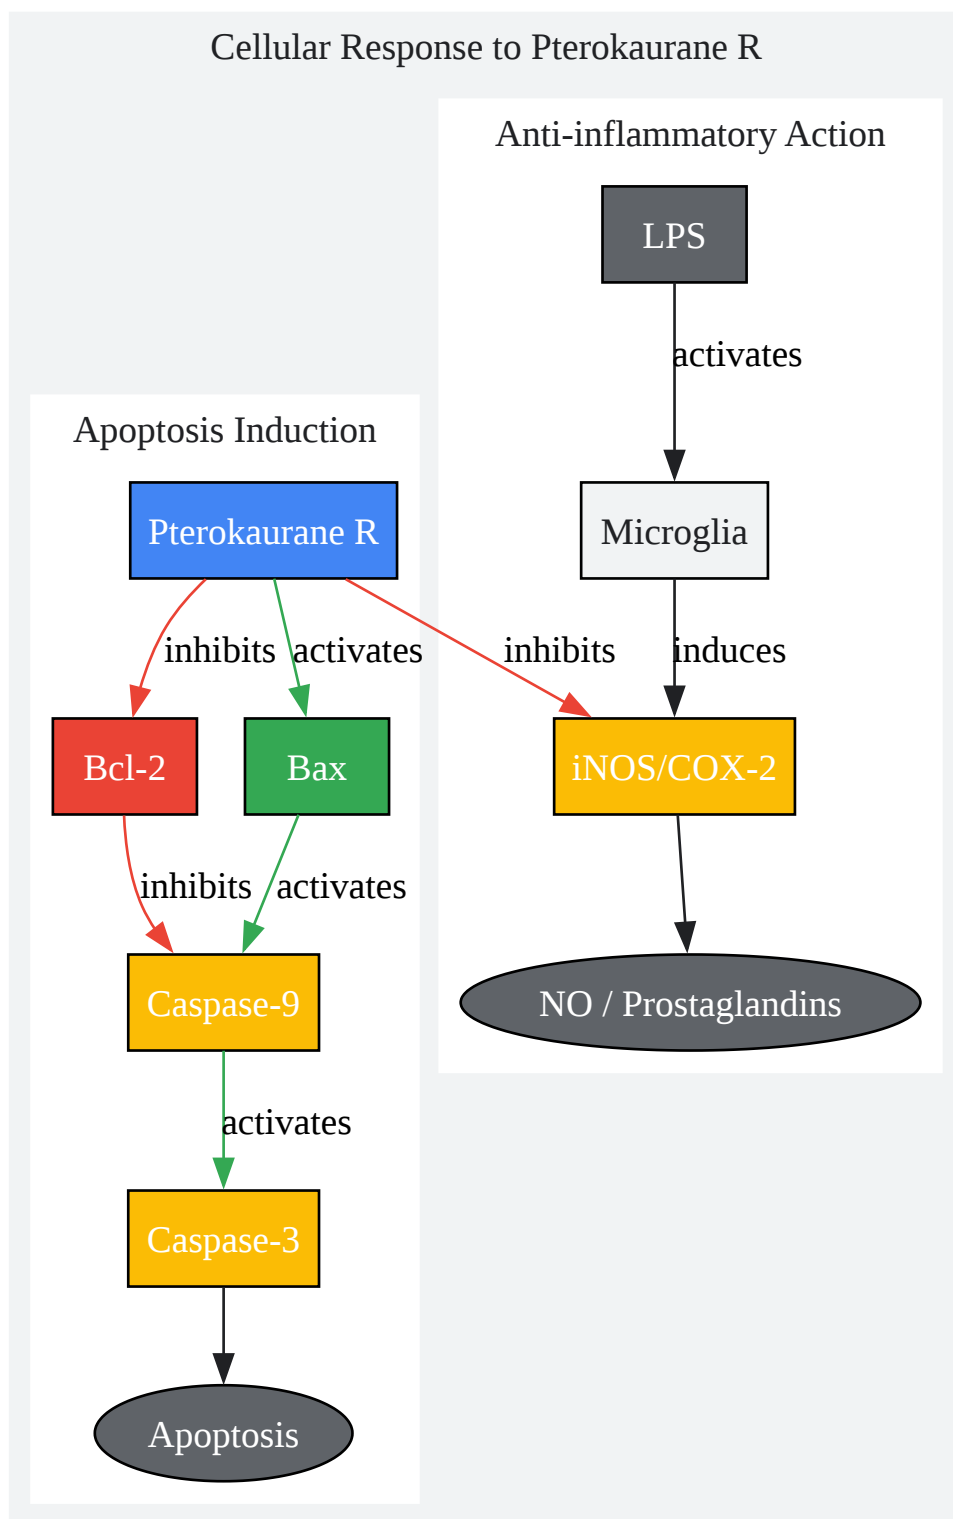 Cellular Response to Pterokaurane R
Anti-inflammatory Action
LPS
activates
Apoptosis Induction
Pterokaurane R
Microglia
inhibits
activates
inhibits
induces
Bcl-2
Bax
iNOS/COX-2
inhibits
activates
Caspase-9
NO / Prostaglandins
activates
Caspase-3
Apoptosis